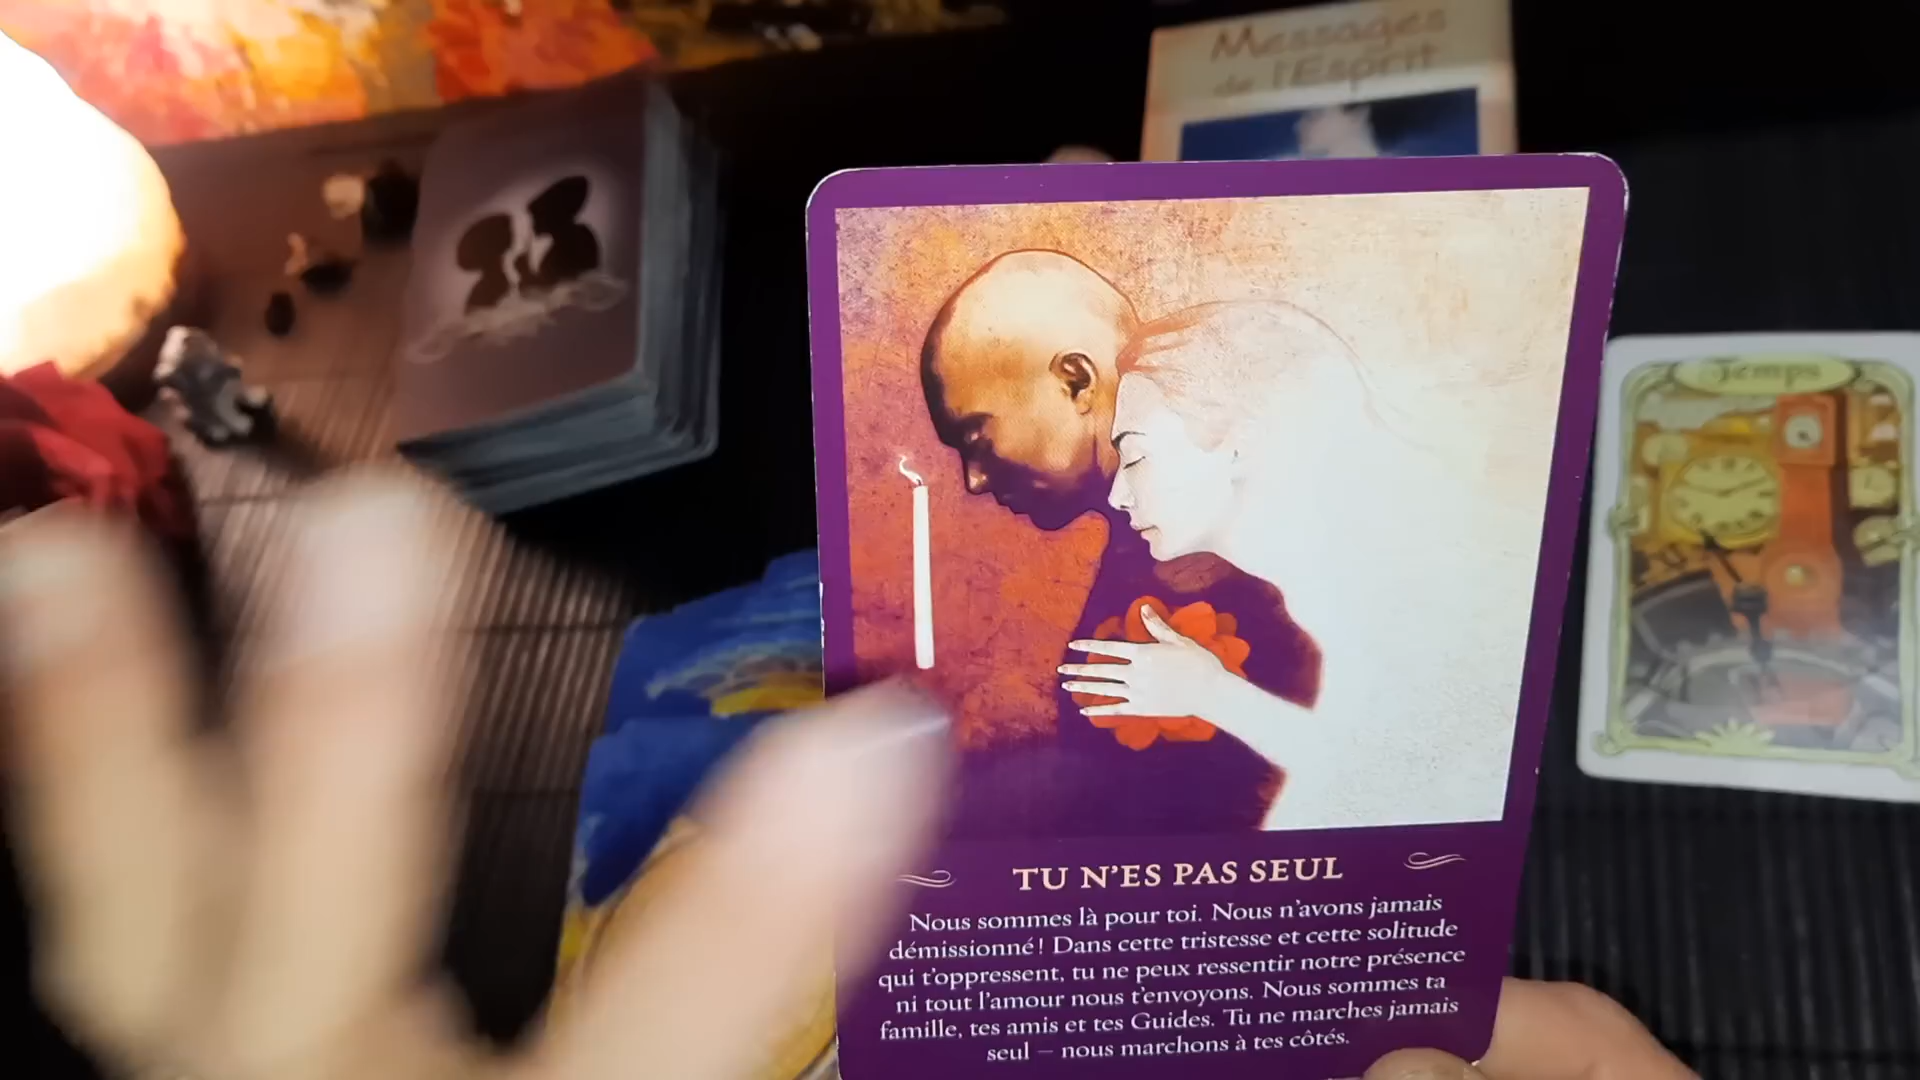 Messages
de l'Esprit
Temps
TU N'ES PAS SEUL
Nous sommes là pour toi. Nous n'avons jamais
démissionné! Dans cette tristesse et cette solitude
qui t'oppressent, tu ne peux ressentir notre présence
ni tout l'amour nous t'envoyons. Nous sommes ta
famille, tes amis et tes Guides. Tu ne marches jamais
seul – nous marchons à tes côtés.